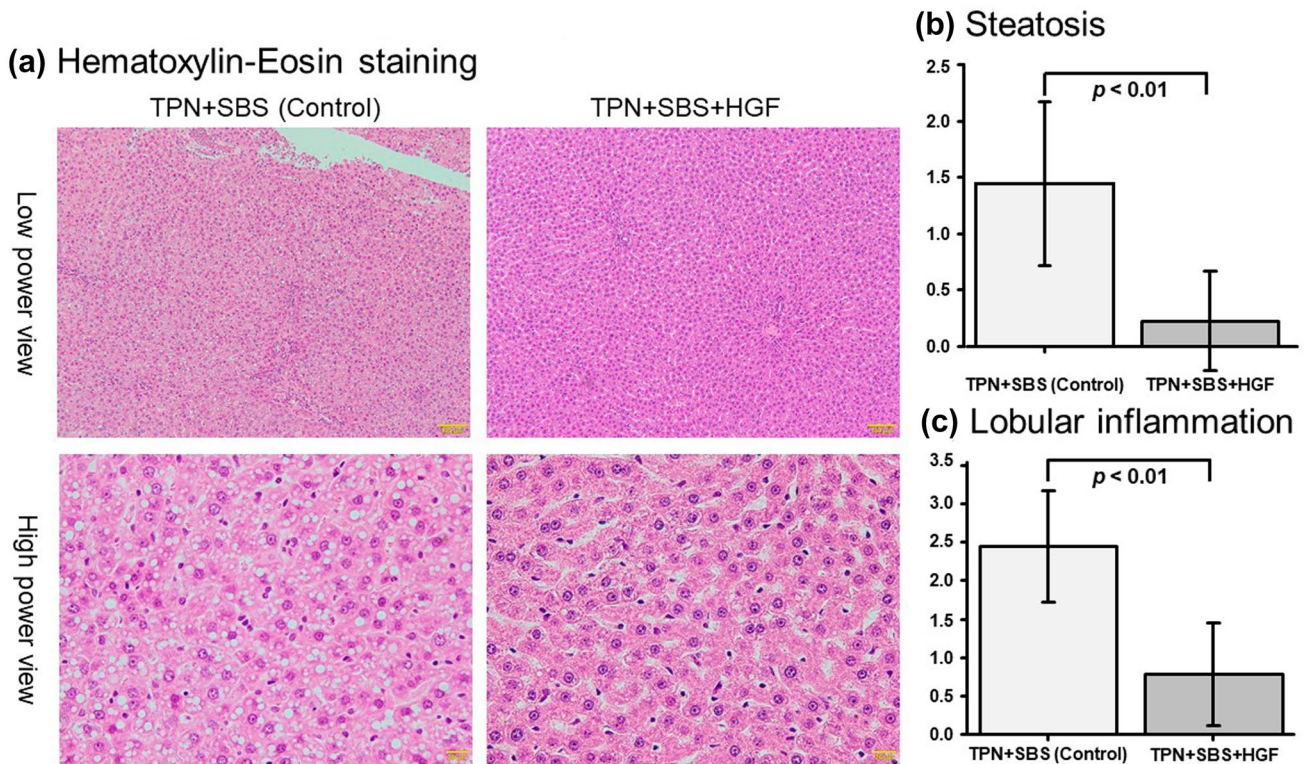 (a) Hematoxylin-Eosin staining
TPN+SBS (Control)
TPN+SBS+HGF
Low power view
High power view
(b) Steatosis
2.5
2.0
1.5
1.0
0.5
0.0
p < 0.01
TPN+SBS (Control)
TPN+SBS+HGF
(c) Lobular inflammation
3.5
3.0
2.5
2.0
1.5
1.0
0.5
0.0
p < 0.01
TPN+SBS (Control)
TPN+SBS+HGF